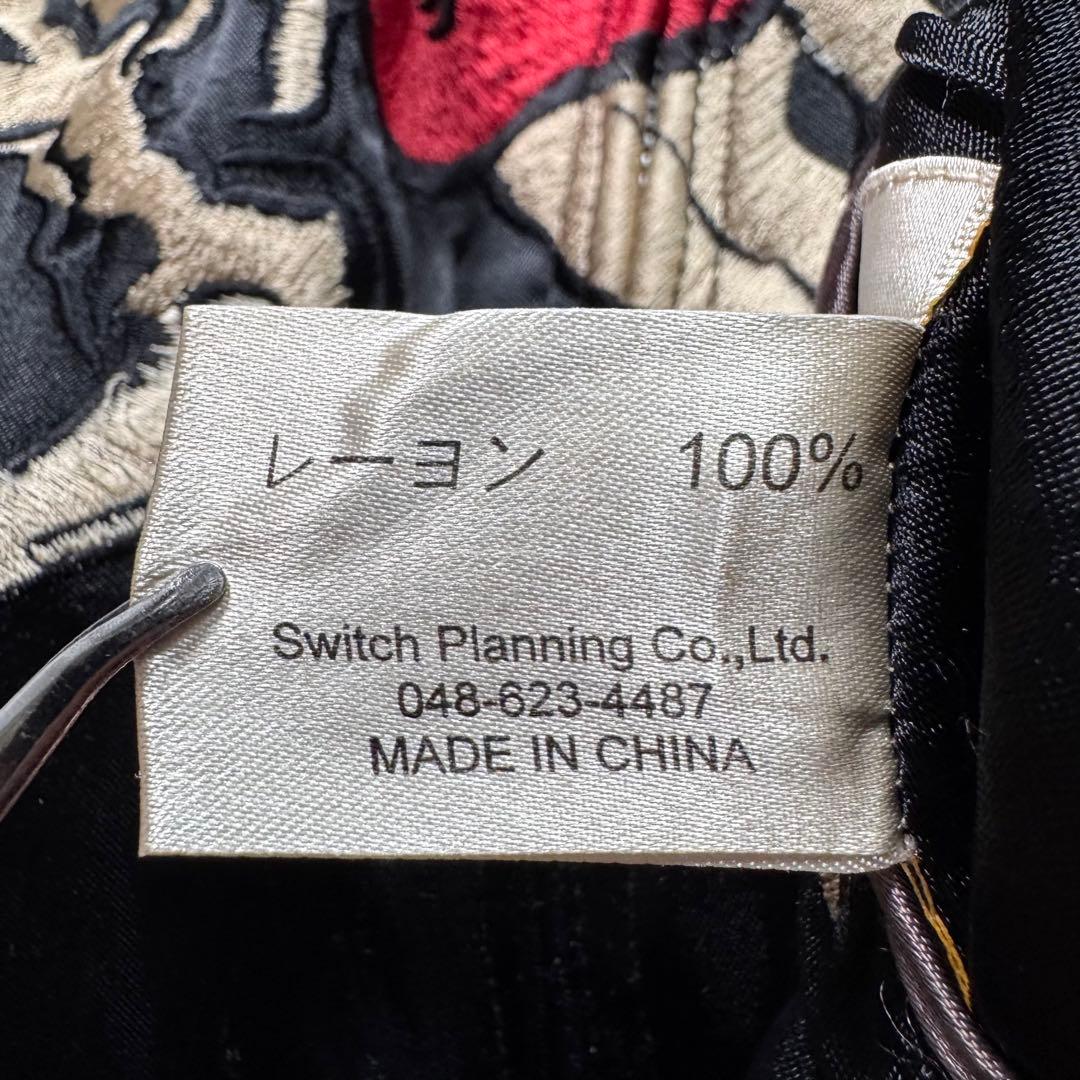 レーヨン 100%
Switch Planning Co.,Ltd.
048-623-4487
MADE IN CHINA